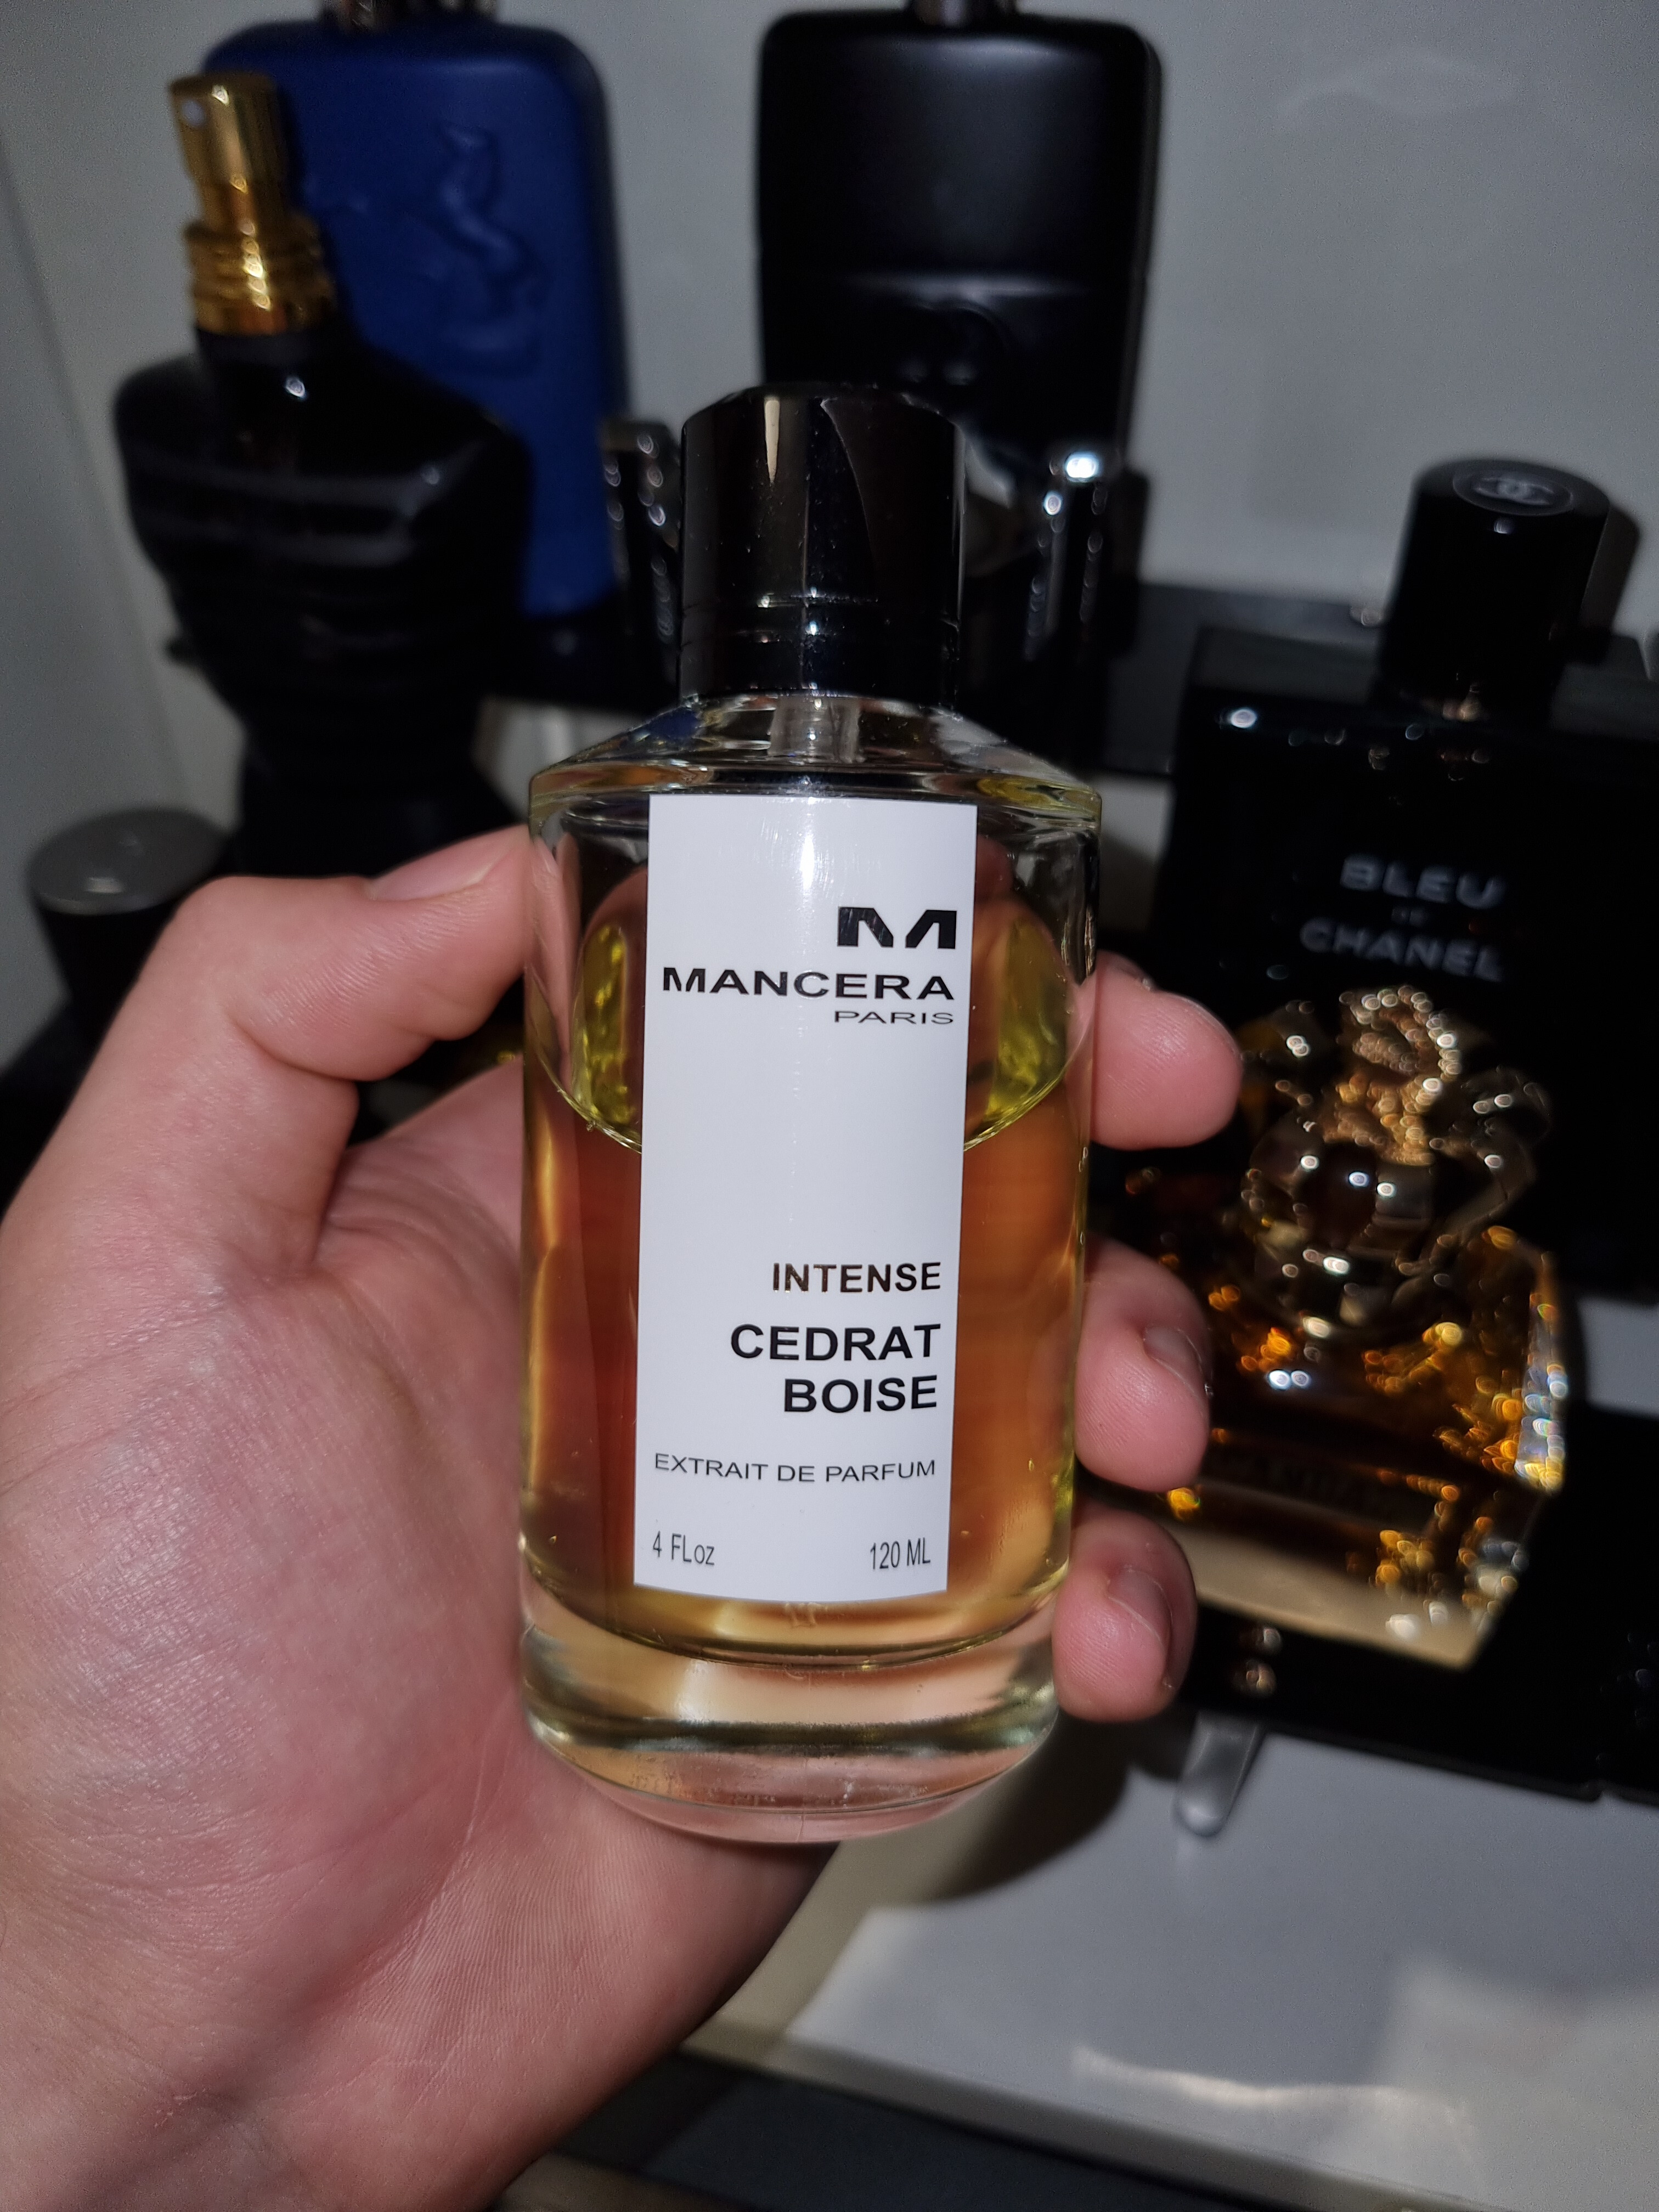 M
MANCERA
PARIS
INTENSE
CEDRAT
BOISE
EXTRAIT DE PARFUM
4 FLoz 120 ML
BLEU
DE
CHANEL